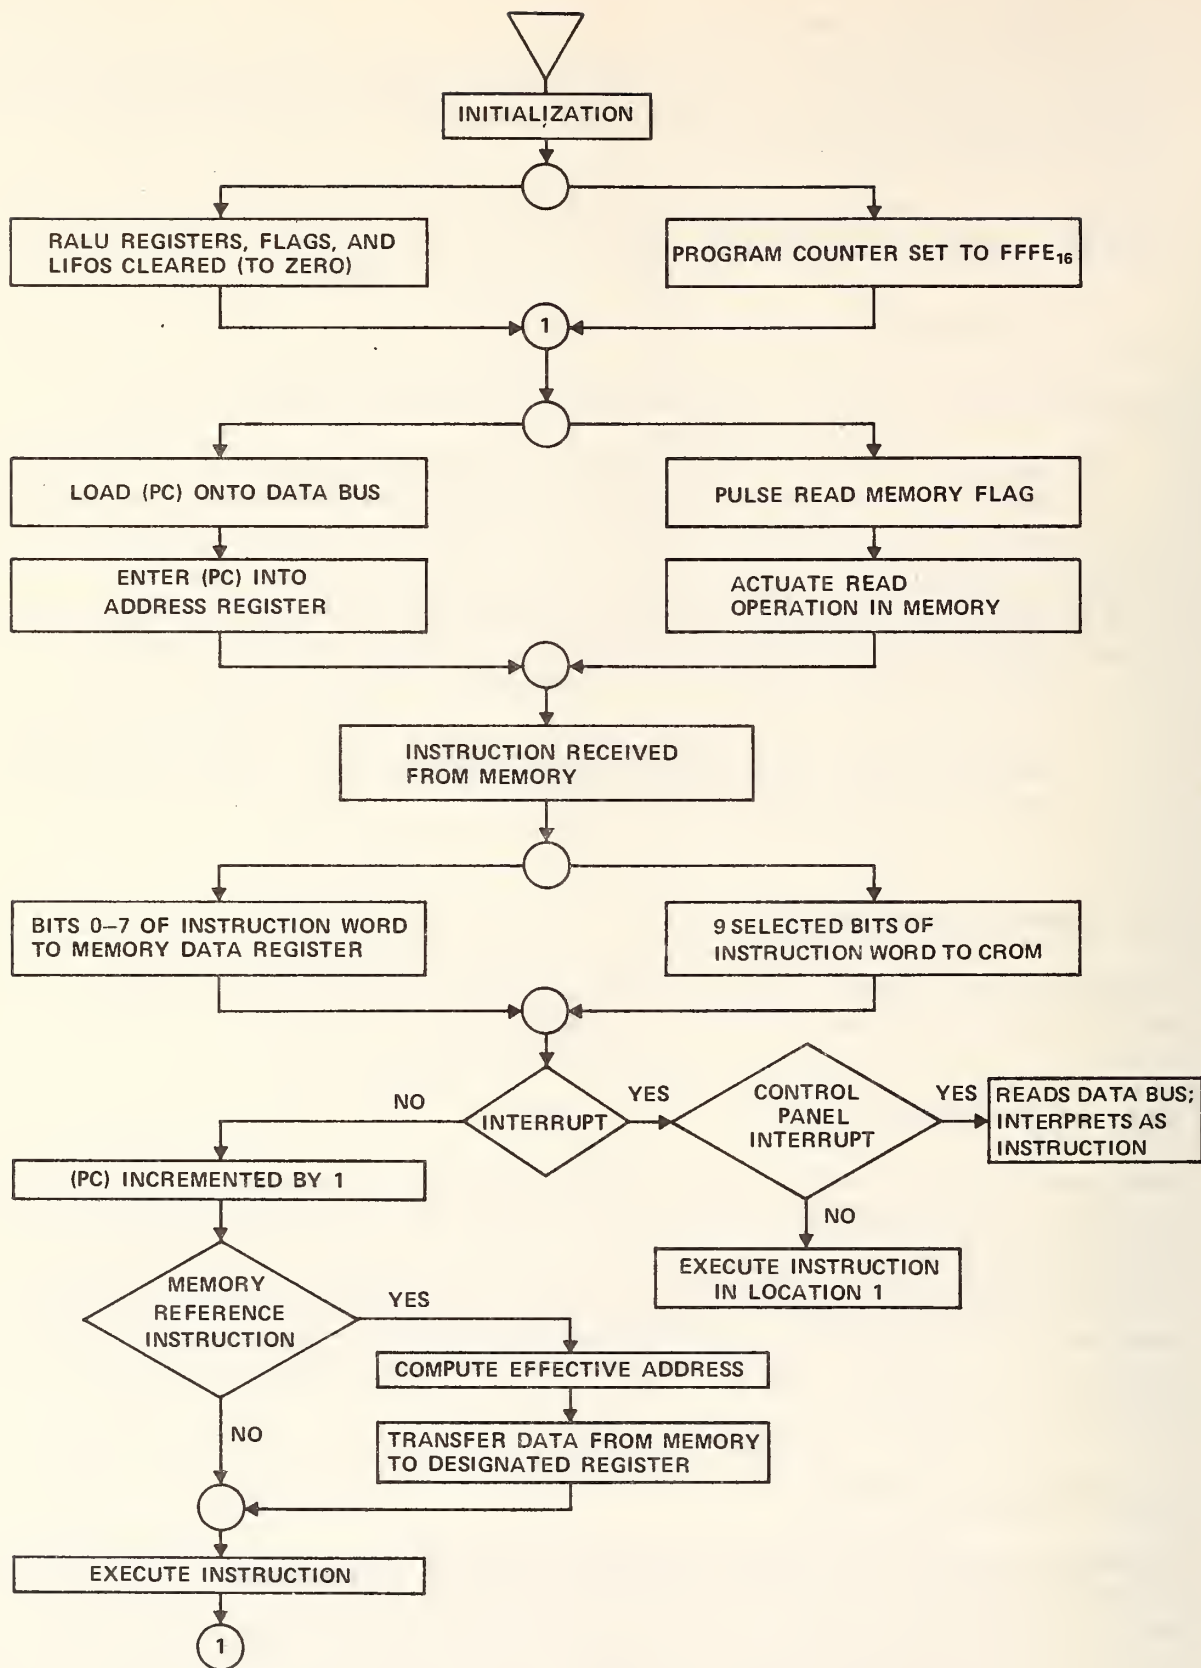 INITIALIZATION
RALU REGISTERS, FLAGS, AND
LIFOS CLEARED (TO ZERO)
PROGRAM COUNTER SET TO FFFE₁₆
1
LOAD (PC) ONTO DATA BUS
PULSE READ MEMORY FLAG
ENTER (PC) INTO
ADDRESS REGISTER
ACTUATE READ
OPERATION IN MEMORY
INSTRUCTION RECEIVED
FROM MEMORY
BITS 0–7 OF INSTRUCTION WORD
TO MEMORY DATA REGISTER
9 SELECTED BITS OF
INSTRUCTION WORD TO CROM
NO
INTERRUPT
YES
CONTROL
PANEL
INTERRUPT
YES
READS DATA BUS;
INTERPRETS AS
INSTRUCTION
(PC) INCREMENTED BY 1
NO
EXECUTE INSTRUCTION
IN LOCATION 1
MEMORY
REFERENCE
INSTRUCTION
YES
COMPUTE EFFECTIVE ADDRESS
NO
TRANSFER DATA FROM MEMORY
TO DESIGNATED REGISTER
EXECUTE INSTRUCTION
1